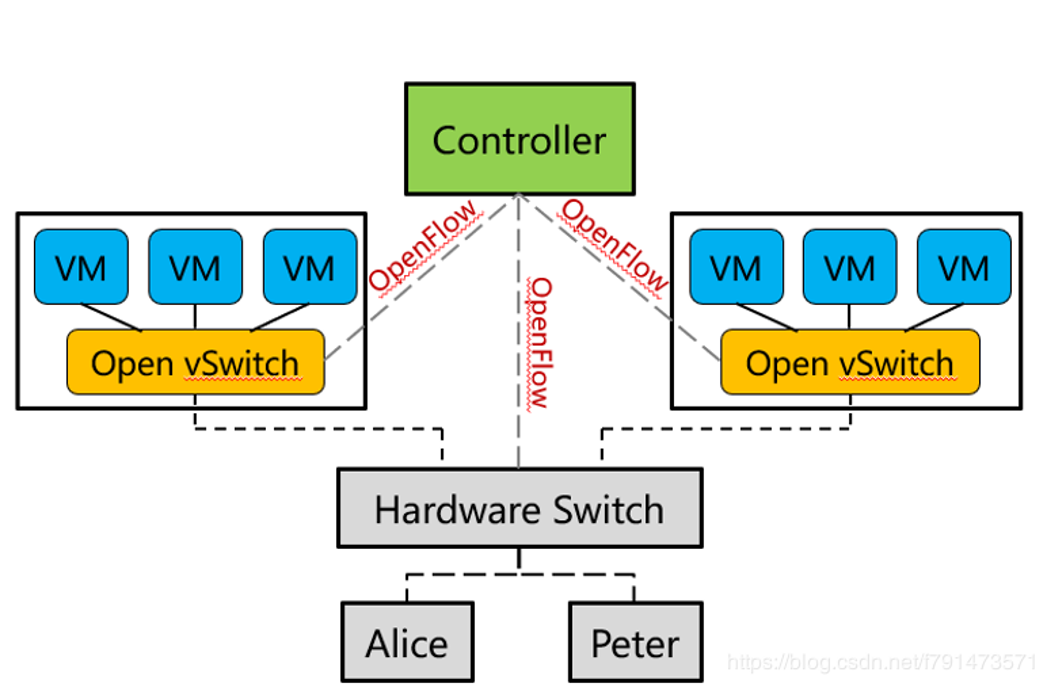 Controller
OpenFlow
OpenFlow
OpenFlow
VM
VM
VM
Open vSwitch
VM
VM
VM
Open vSwitch
Hardware Switch
Alice
Peter
https://blog.csdn.net/f791473571